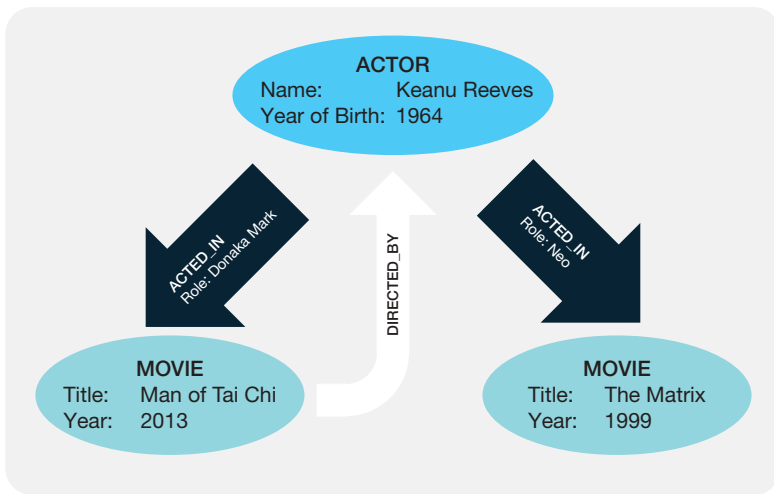 ACTOR
Name: Keanu Reeves
Year of Birth: 1964
ACTED_IN
Role: Donaka Mark
DIRECTED_BY
ACTED_IN
Role: Neo
MOVIE
Title: Man of Tai Chi
Year: 2013
MOVIE
Title: The Matrix
Year: 1999